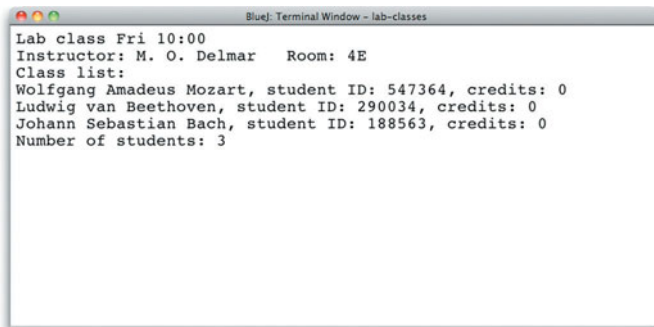 BlueJ: Terminal Window - lab-classes
Lab class Fri 10:00
Instructor: M. O. Delmar   Room: 4E
Class list:
Wolfgang Amadeus Mozart, student ID: 547364, credits: 0
Ludwig van Beethoven, student ID: 290034, credits: 0
Johann Sebastian Bach, student ID: 188563, credits: 0
Number of students: 3